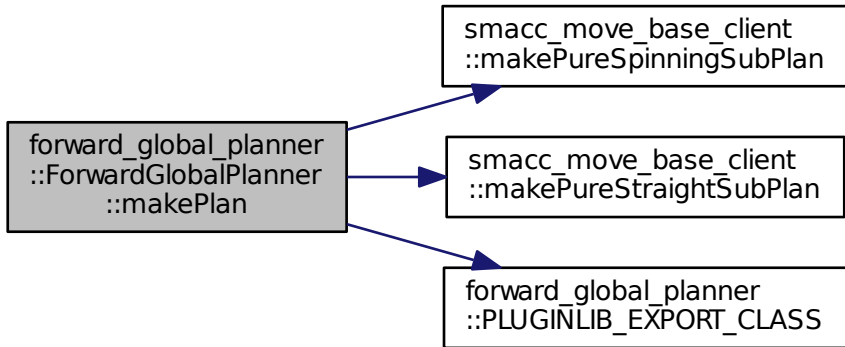 forward_global_planner
::ForwardGlobalPlanner
::makePlan
smacc_move_base_client
::makePureSpinningSubPlan
smacc_move_base_client
::makePureStraightSubPlan
forward_global_planner
::PLUGINLIB_EXPORT_CLASS